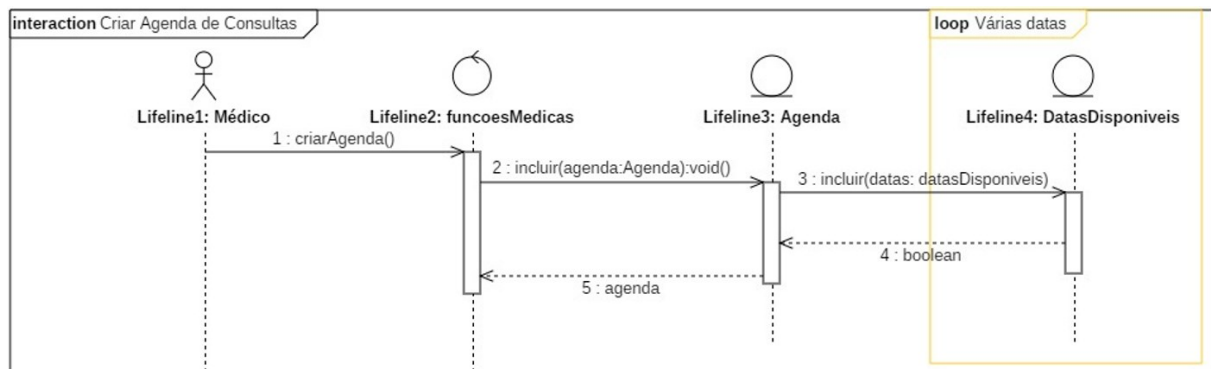 interaction Criar Agenda de Consultas
loop Várias datas
Lifeline1: Médico
Lifeline2: funcoesMedicas
Lifeline3: Agenda
Lifeline4: DatasDisponiveis
1 : criarAgenda()
2 : incluir(agenda:Agenda):void()
3 : incluir(datas: datasDisponiveis)
4 : boolean
5 : agenda